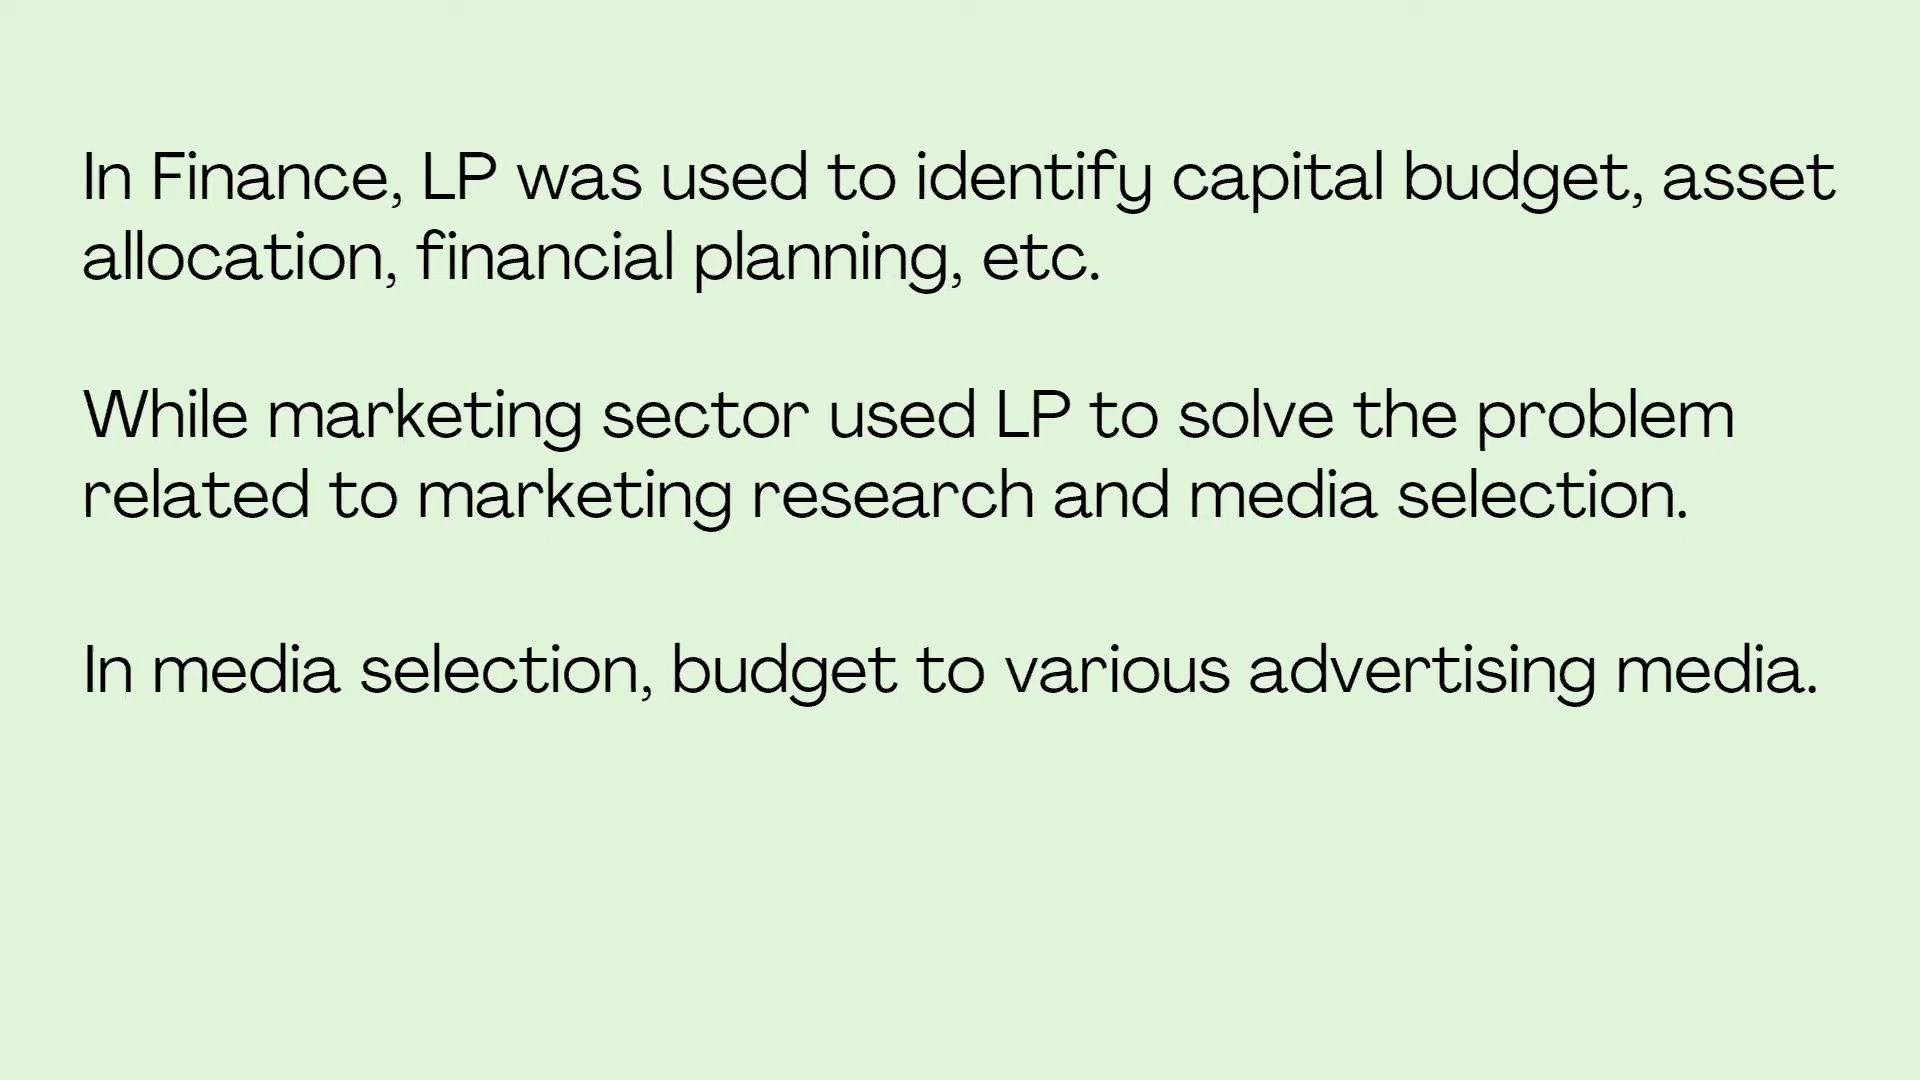 In Finance, LP was used to identify capital budget, asset
allocation, financial planning, etc.
While marketing sector used LP to solve the problem
related to marketing research and media selection.
In media selection, budget to various advertising media.